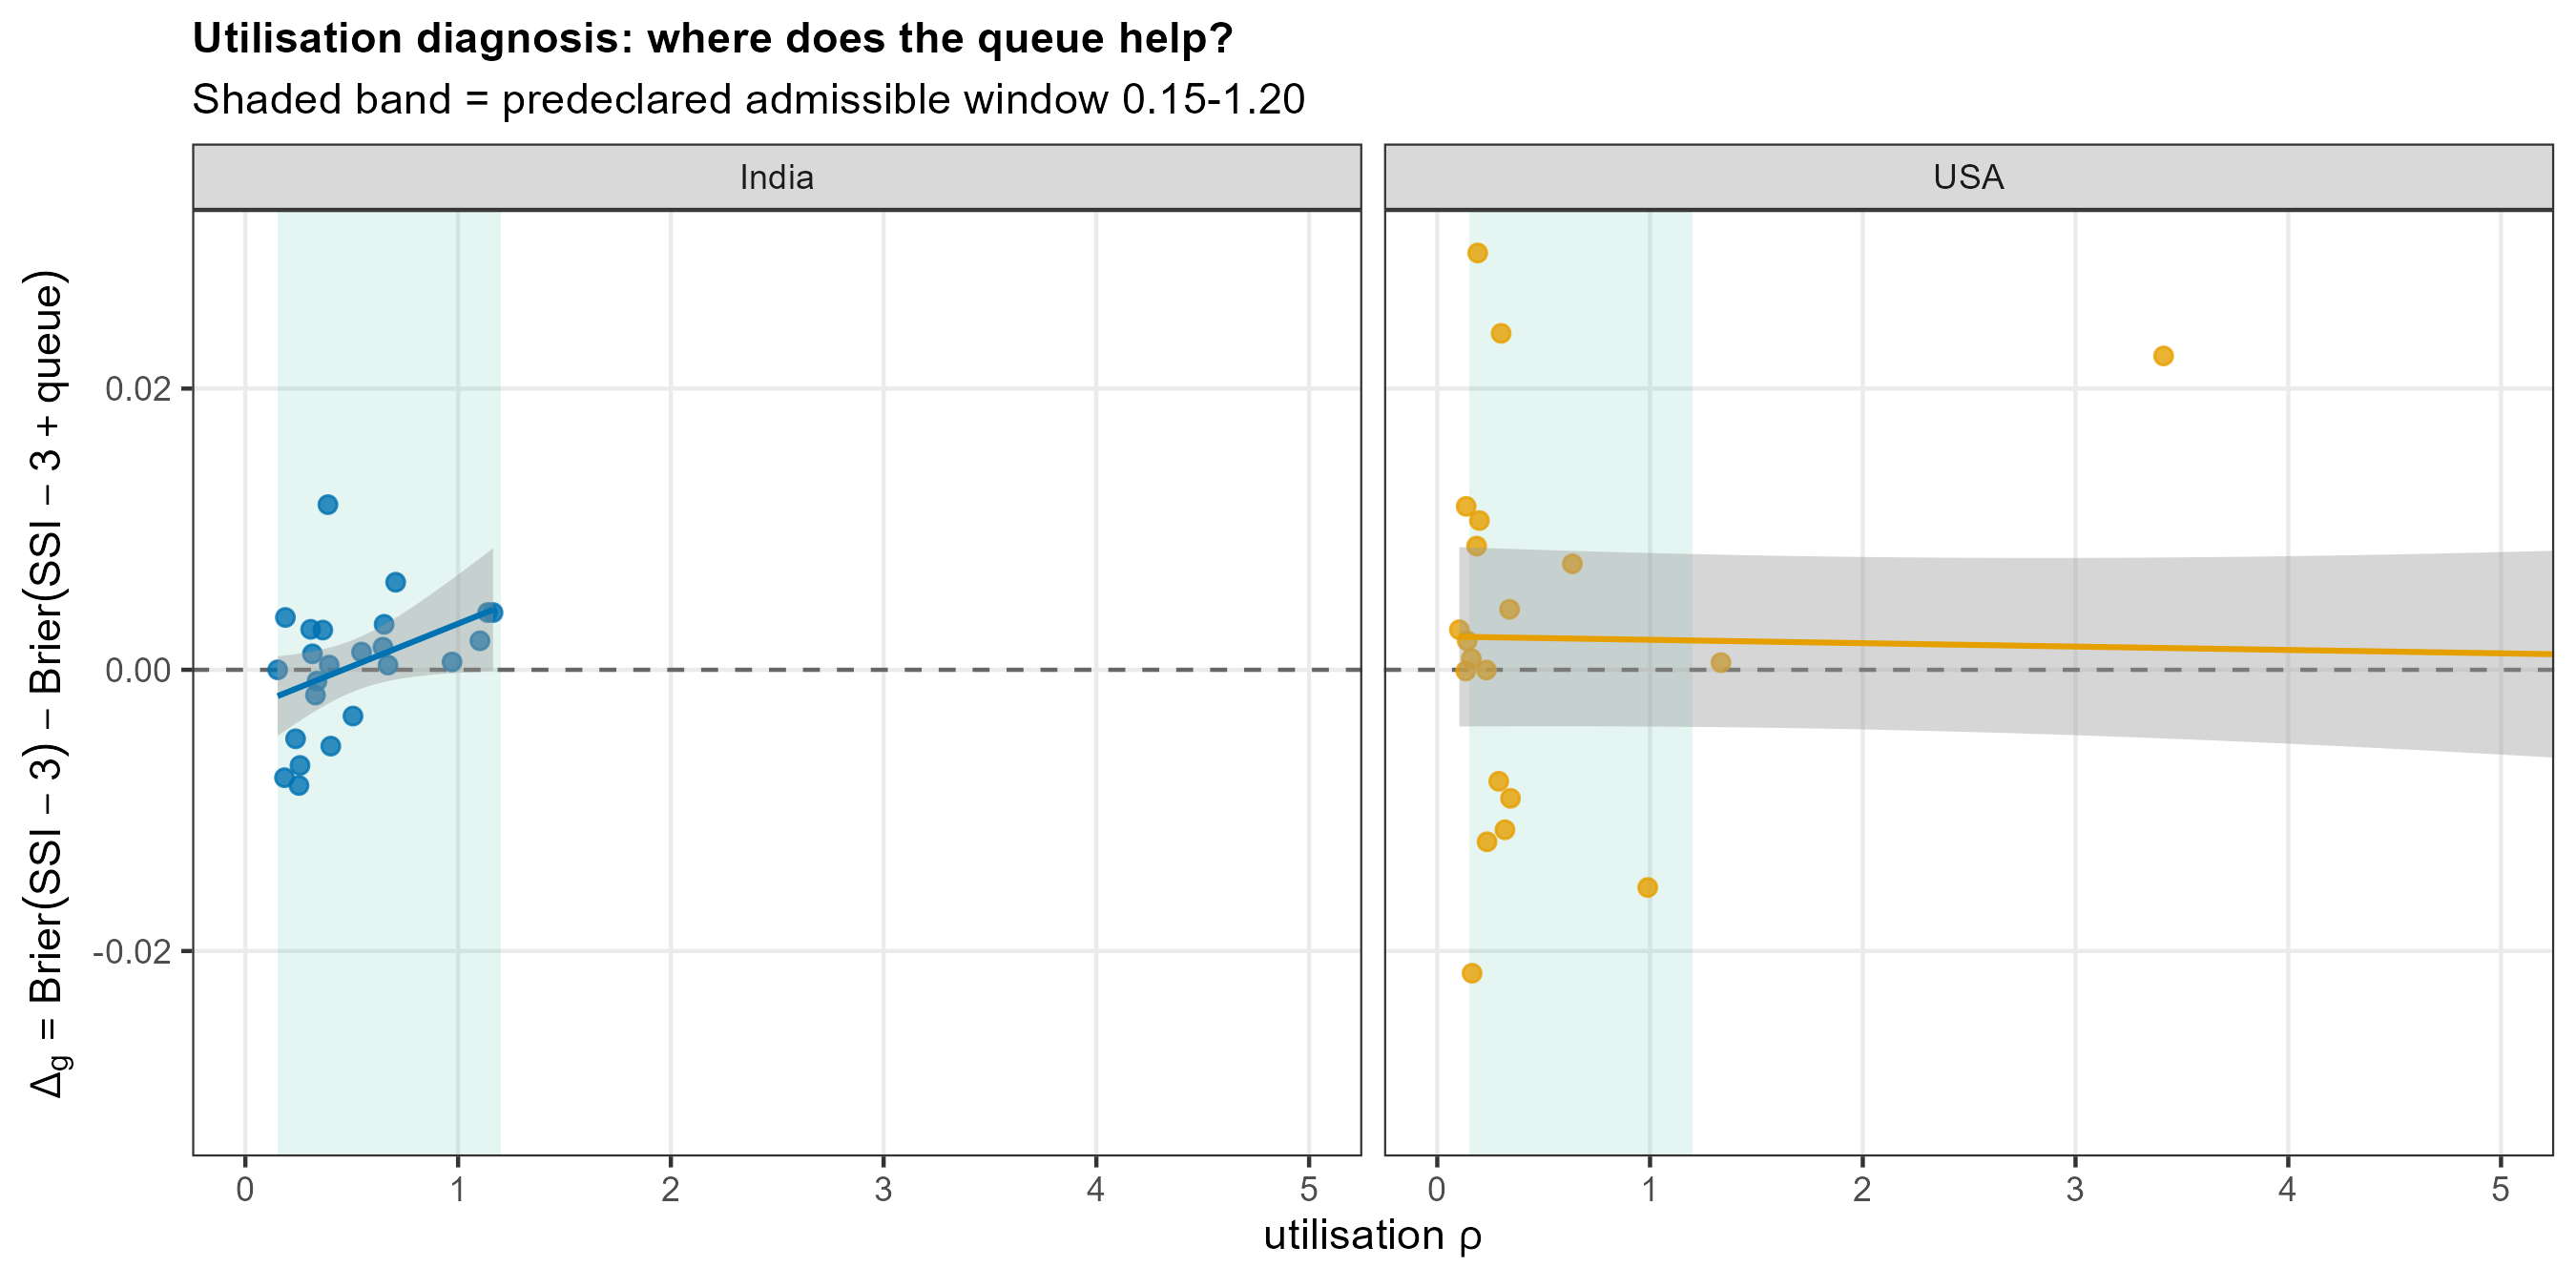 Utilisation diagnosis: where does the queue help?
Shaded band = predeclared admissible window 0.15-1.20
India
USA
Δg = Brier(SSI − 3) − Brier(SSI − 3 + queue)
0.02
0.00
-0.02
0 1 2 3 4 5
0 1 2 3 4 5
utilisation ρ